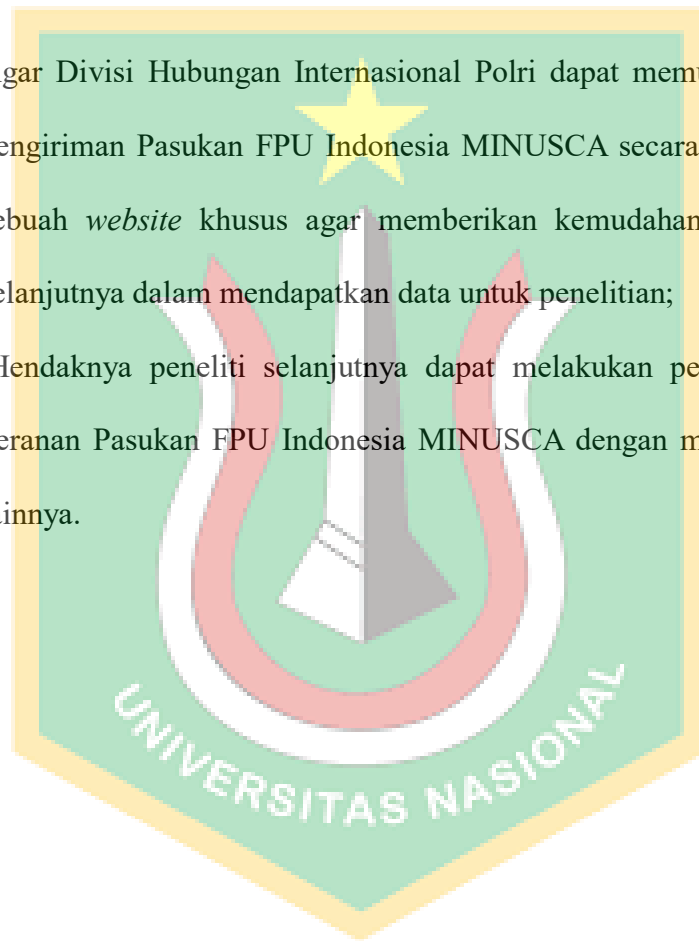 gar Divisi Hubungan Internasional Polri dapat mem
engiriman Pasukan FPU Indonesia MINUSCA secara
ebuah website khusus agar memberikan kemudahan
elanjutnya dalam mendapatkan data untuk penelitian;
Hendaknya peneliti selanjutnya dapat melakukan pe
eranan Pasukan FPU Indonesia MINUSCA dengan m
ainnya.
UNIVERSITAS NASIONAL